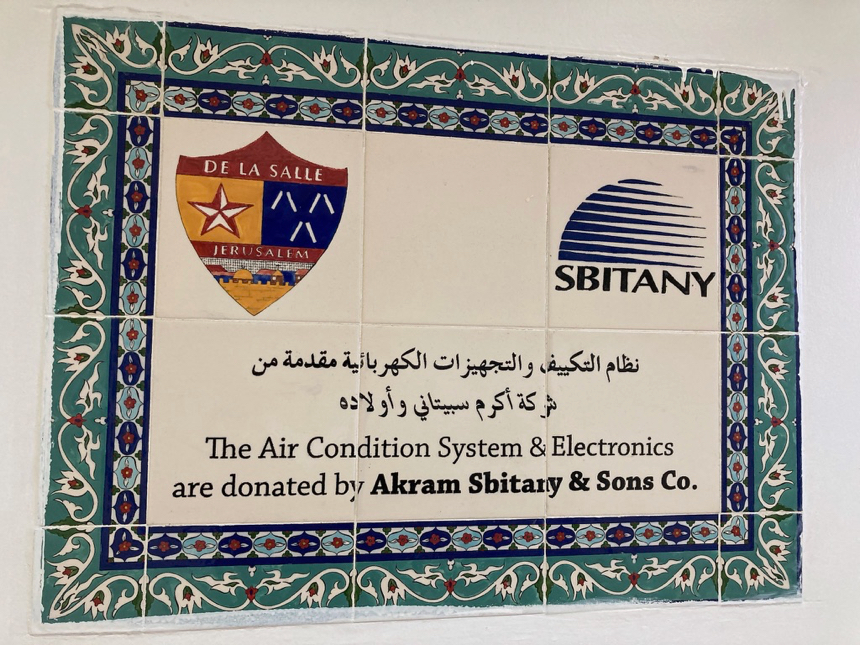 DE LA SALLE
JERUSALEM
SBITANY
نظام التكييف والتجهيزات الكهربائية مقدمة من
شركة أكرم سبيتاني وأولاده
The Air Condition System & Electronics
are donated by Akram Sbitany & Sons Co.